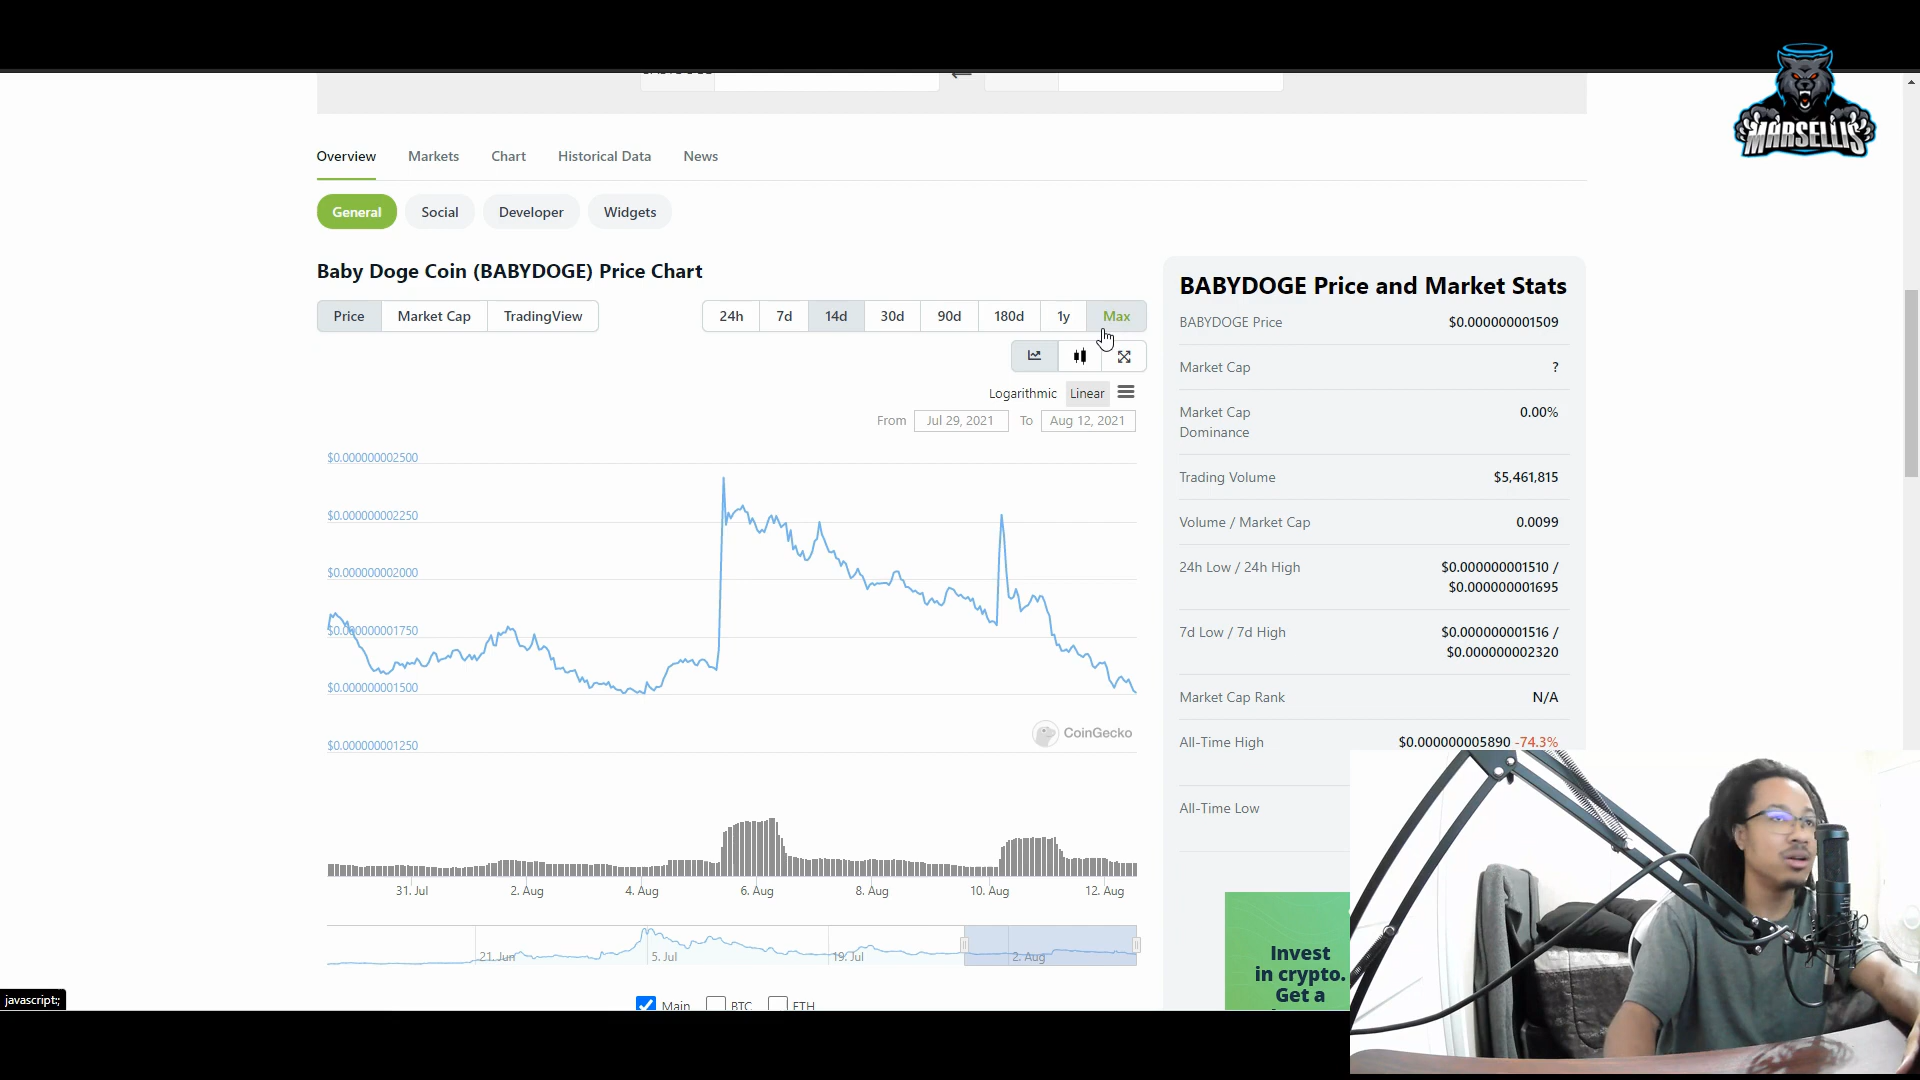 MARSELLIS
Overview Markets Chart Historical Data News
General Social Developer Widgets
Baby Doge Coin (BABYDOGE) Price Chart
Price Market Cap TradingView 24h 7d 14d 30d 90d 180d 1y Max
Logarithmic Linear
From Jul 29, 2021 To Aug 12, 2021
$0.000000002500
$0.000000002250
$0.000000002000
$0.000000001750
$0.000000001500
$0.000000001250
CoinGecko
31. Jul 2. Aug 4. Aug 6. Aug 8. Aug 10. Aug 12. Aug
21. Jun 5. Jul 19. Jul 2. Aug
Main BTC ETH
javascript:;
BABYDOGE Price and Market Stats
BABYDOGE Price $0.000000001509
Market Cap ?
Market Cap 0.00%
Dominance
Trading Volume $5,461,815
Volume / Market Cap 0.0099
24h Low / 24h High $0.000000001510 /
$0.000000001695
7d Low / 7d High $0.000000001516 /
$0.000000002320
Market Cap Rank N/A
All-Time High $0.000000005890 -74.3%
All-Time Low
Invest
in crypto.
Get a